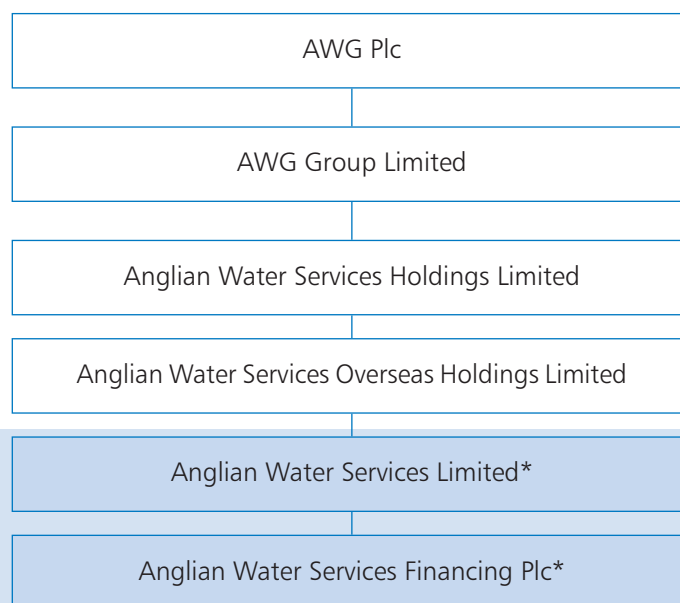 AWG Plc
AWG Group Limited
Anglian Water Services Holdings Limited
Anglian Water Services Overseas Holdings Limited
Anglian Water Services Limited*
Anglian Water Services Financing Plc*